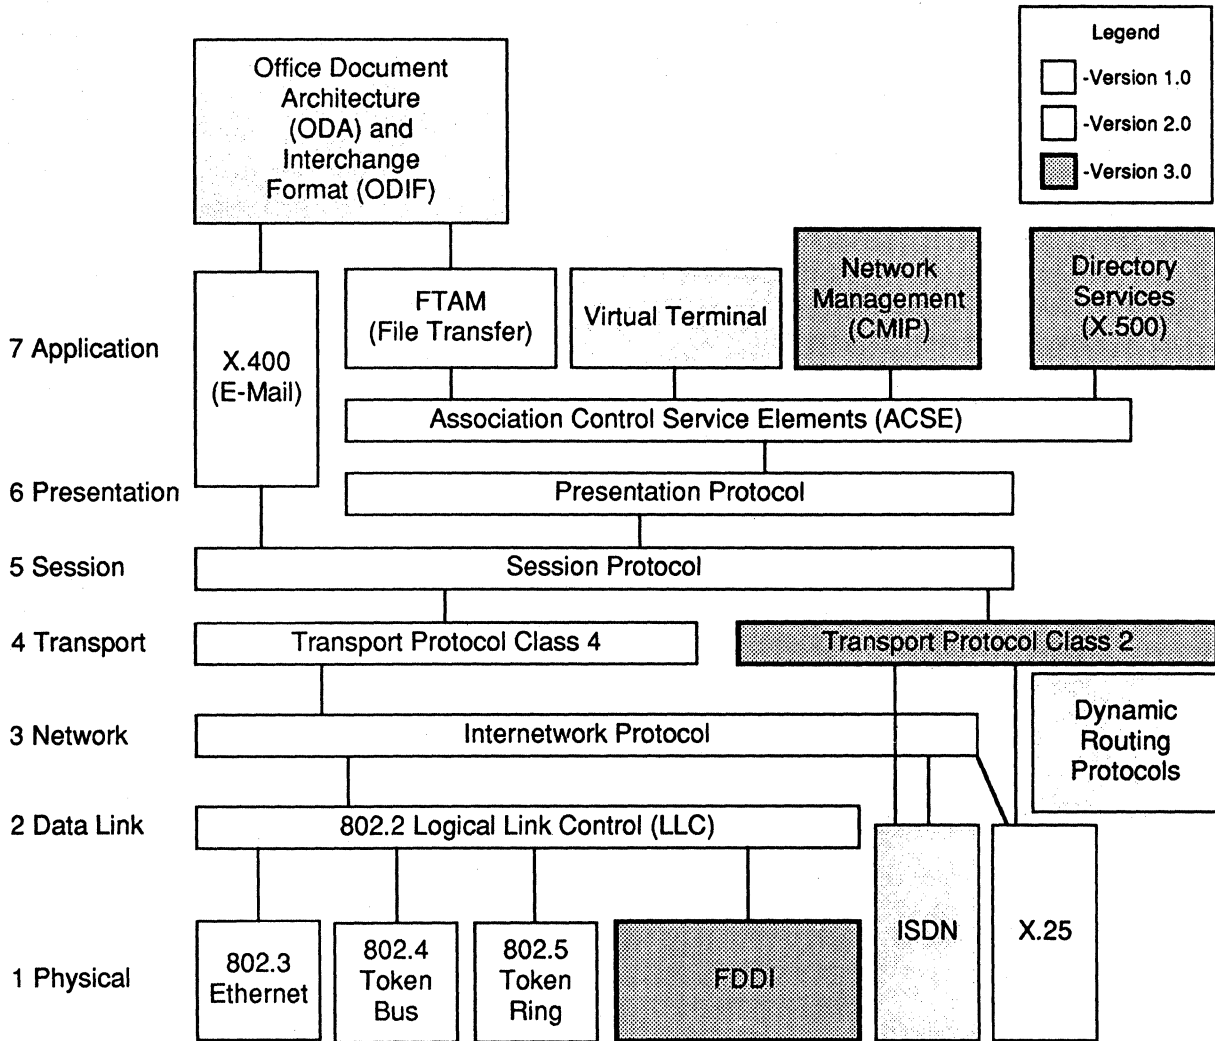 Legend
-Version 1.0
-Version 2.0
-Version 3.0
Office Document
Architecture
(ODA) and
Interchange
Format (ODIF)
7 Application
X.400
(E-Mail)
FTAM
(File Transfer)
Virtual Terminal
Network
Management
(CMIP)
Directory
Services
(X.500)
Association Control Service Elements (ACSE)
6 Presentation
Presentation Protocol
5 Session
Session Protocol
4 Transport
Transport Protocol Class 4
Transport Protocol Class 2
3 Network
Internetwork Protocol
Dynamic
Routing
Protocols
2 Data Link
802.2 Logical Link Control (LLC)
1 Physical
802.3
Ethernet
802.4
Token
Bus
802.5
Token
Ring
FDDI
ISDN
X.25